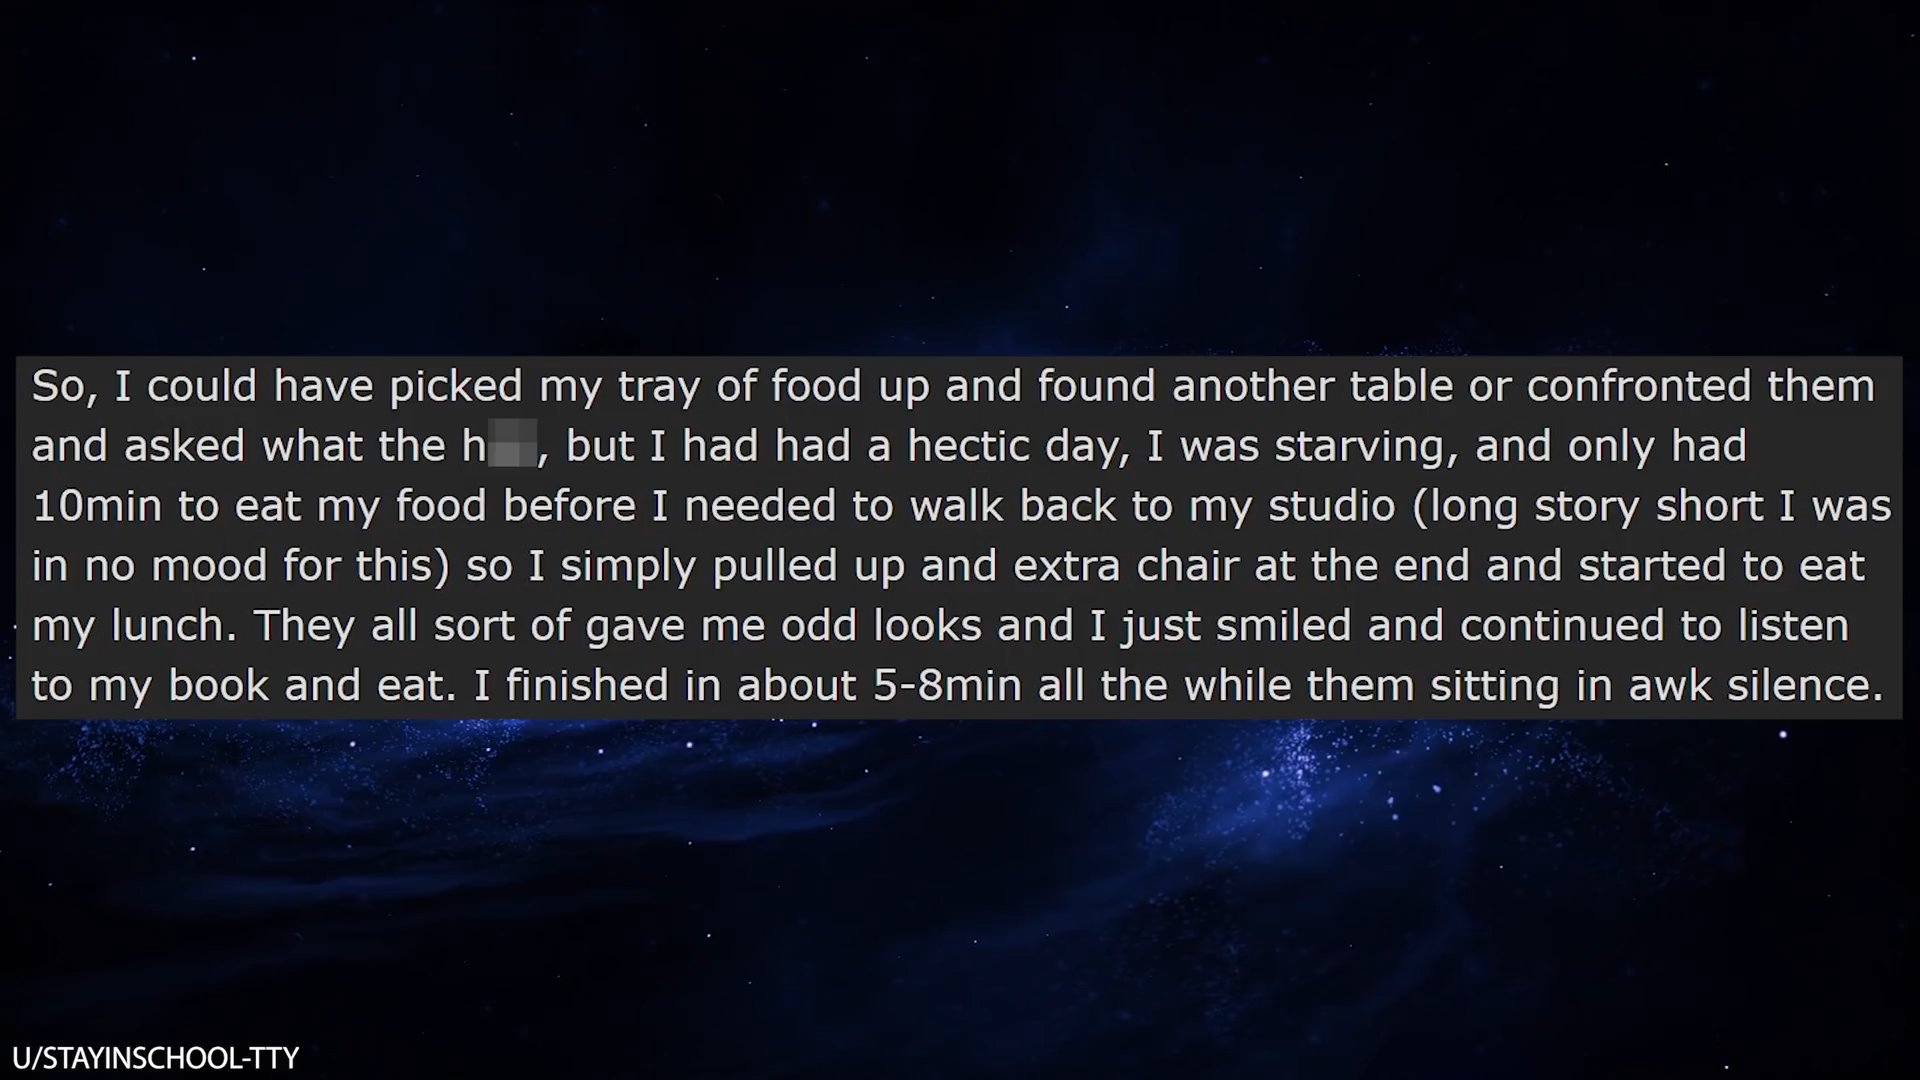 So, I could have picked my tray of food up and found another table or confronted them
and asked what the h, but I had had a hectic day, I was starving, and only had
10min to eat my food before I needed to walk back to my studio (long story short I was
in no mood for this) so I simply pulled up and extra chair at the end and started to eat
my lunch. They all sort of gave me odd looks and I just smiled and continued to listen
to my book and eat. I finished in about 5-8min all the while them sitting in awk silence.
U/STAYINSCHOOL-TTY